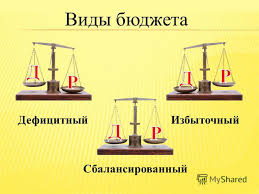 Виды бюджета
Д Р
Д Р
Дефицитный Избыточный
Д Р
Сбалансированный
MyShared